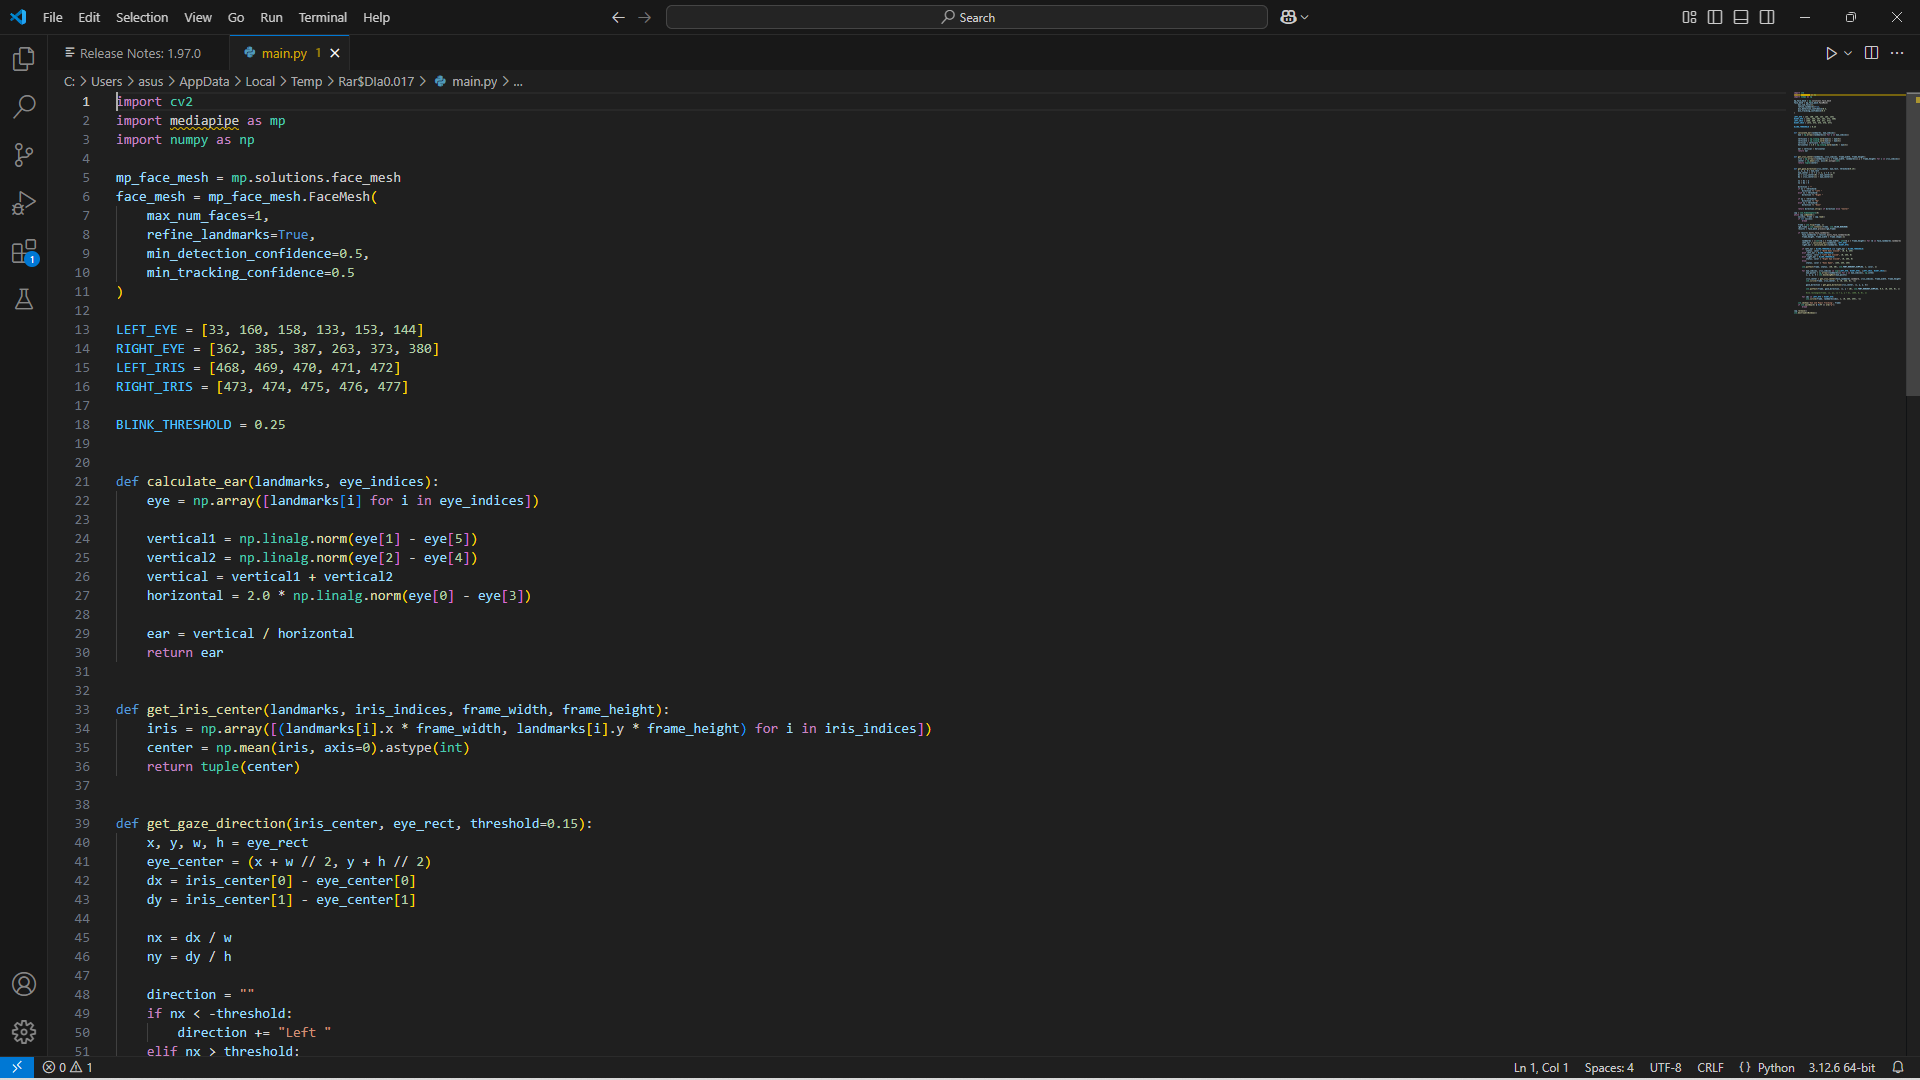 File Edit Selection View Go Run Terminal Help
Search
Release Notes: 1.97.0
main.py 1
C: > Users > asus > AppData > Local > Temp > Rar$DIa0.017 > main.py > ...
1 import cv2
2 import mediapipe as mp
3 import numpy as np
4
5 mp_face_mesh = mp.solutions.face_mesh
6 face_mesh = mp_face_mesh.FaceMesh(
7     max_num_faces=1,
8     refine_landmarks=True,
9     min_detection_confidence=0.5,
10     min_tracking_confidence=0.5
11 )
12
13 LEFT_EYE = [33, 160, 158, 133, 153, 144]
14 RIGHT_EYE = [362, 385, 387, 263, 373, 380]
15 LEFT_IRIS = [468, 469, 470, 471, 472]
16 RIGHT_IRIS = [473, 474, 475, 476, 477]
17
18 BLINK_THRESHOLD = 0.25
19
20
21 def calculate_ear(landmarks, eye_indices):
22     eye = np.array([landmarks[i] for i in eye_indices])
23
24     vertical1 = np.linalg.norm(eye[1] - eye[5])
25     vertical2 = np.linalg.norm(eye[2] - eye[4])
26     vertical = vertical1 + vertical2
27     horizontal = 2.0 * np.linalg.norm(eye[0] - eye[3])
28
29     ear = vertical / horizontal
30     return ear
31
32
33 def get_iris_center(landmarks, iris_indices, frame_width, frame_height):
34     iris = np.array([(landmarks[i].x * frame_width, landmarks[i].y * frame_height) for i in iris_indices])
35     center = np.mean(iris, axis=0).astype(int)
36     return tuple(center)
37
38
39 def get_gaze_direction(iris_center, eye_rect, threshold=0.15):
40     x, y, w, h = eye_rect
41     eye_center = (x + w // 2, y + h // 2)
42     dx = iris_center[0] - eye_center[0]
43     dy = iris_center[1] - eye_center[1]
44
45     nx = dx / w
46     ny = dy / h
47
48     direction = ""
49     if nx < -threshold:
50         direction += "Left "
51     elif nx > threshold:
1
0 1
Ln 1, Col 1 Spaces: 4 UTF-8 CRLF {} Python 3.12.6 64-bit